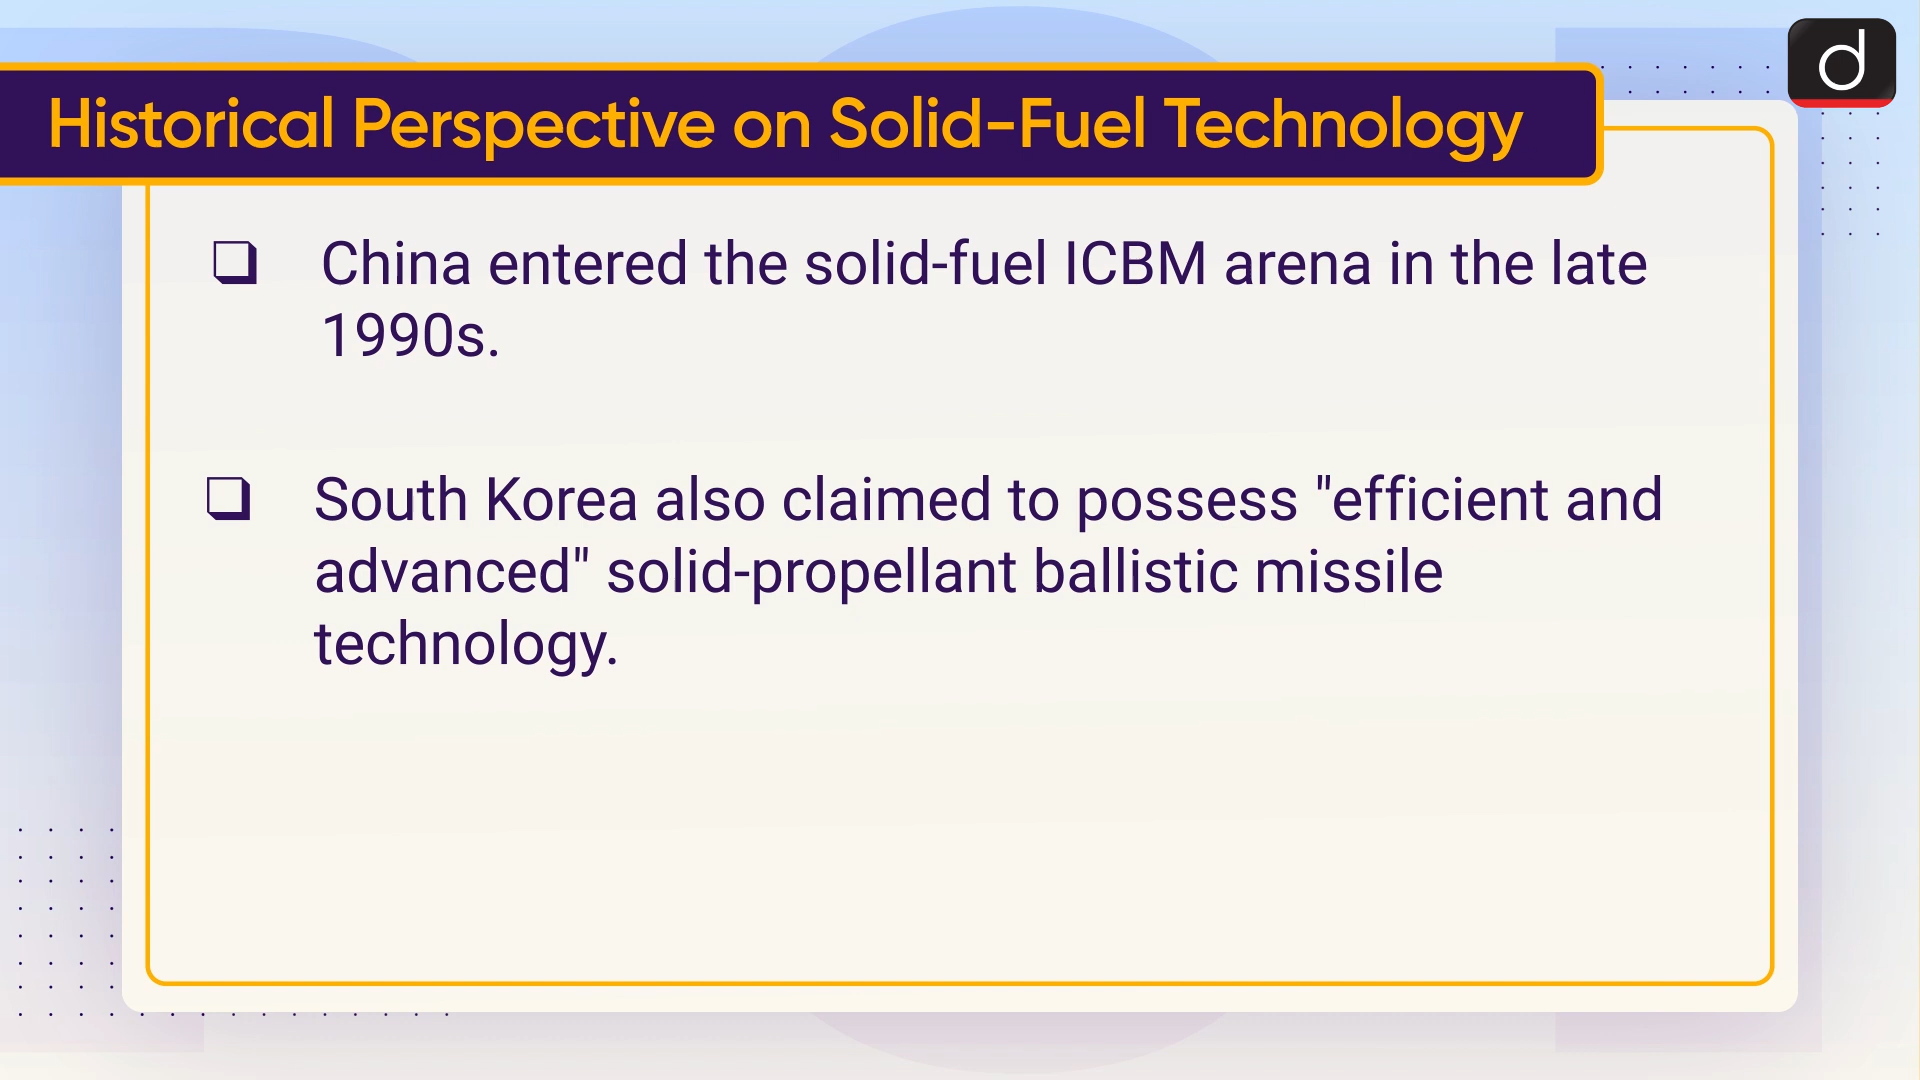 Historical Perspective on Solid-Fuel Technology
d
❑ China entered the solid-fuel ICBM arena in the late
1990s.
❑ South Korea also claimed to possess "efficient and
advanced" solid-propellant ballistic missile
technology.